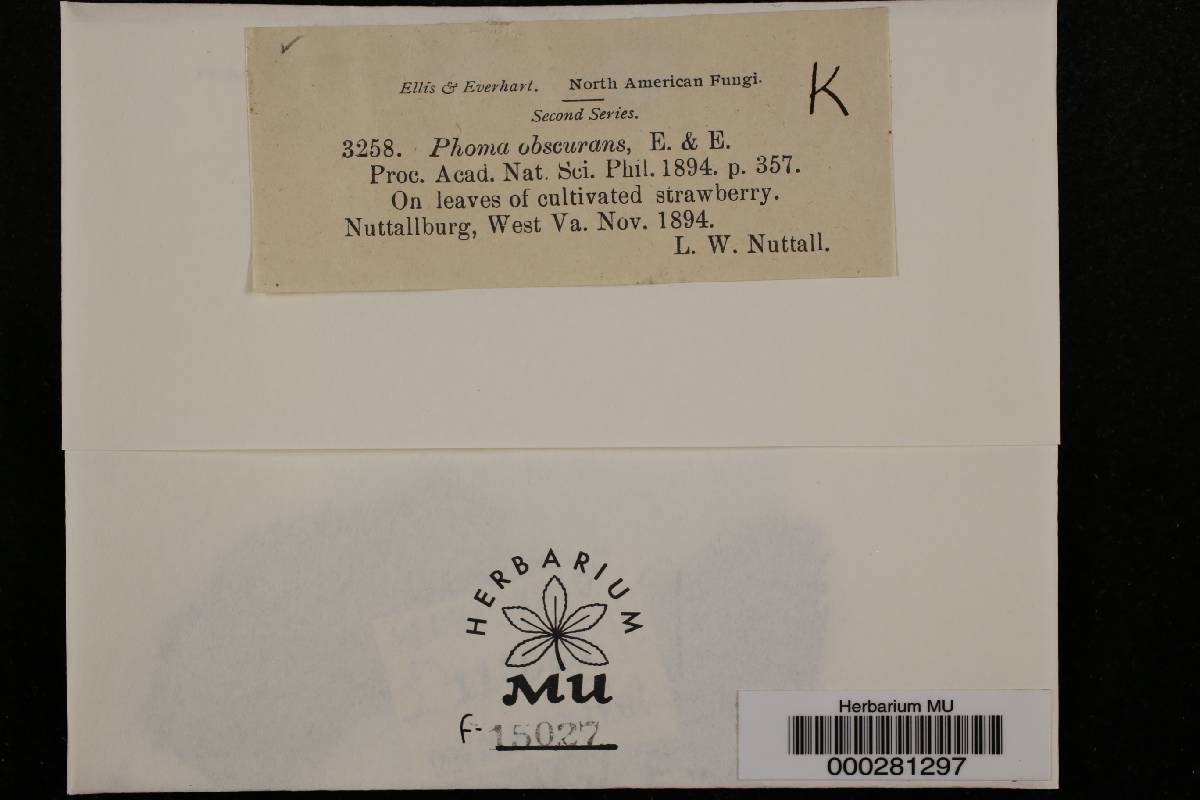 Ellis & Everhart. North American Fungi.
K
Second Series.
3258. Phoma obscurans, E. & E.
Proc. Acad. Nat. Sci. Phil. 1894. p. 357.
On leaves of cultivated strawberry.
Nuttallburg, West Va. Nov. 1894.
L. W. Nuttall.
HERBARIUM
MU
F-15027
Herbarium MU
000281297